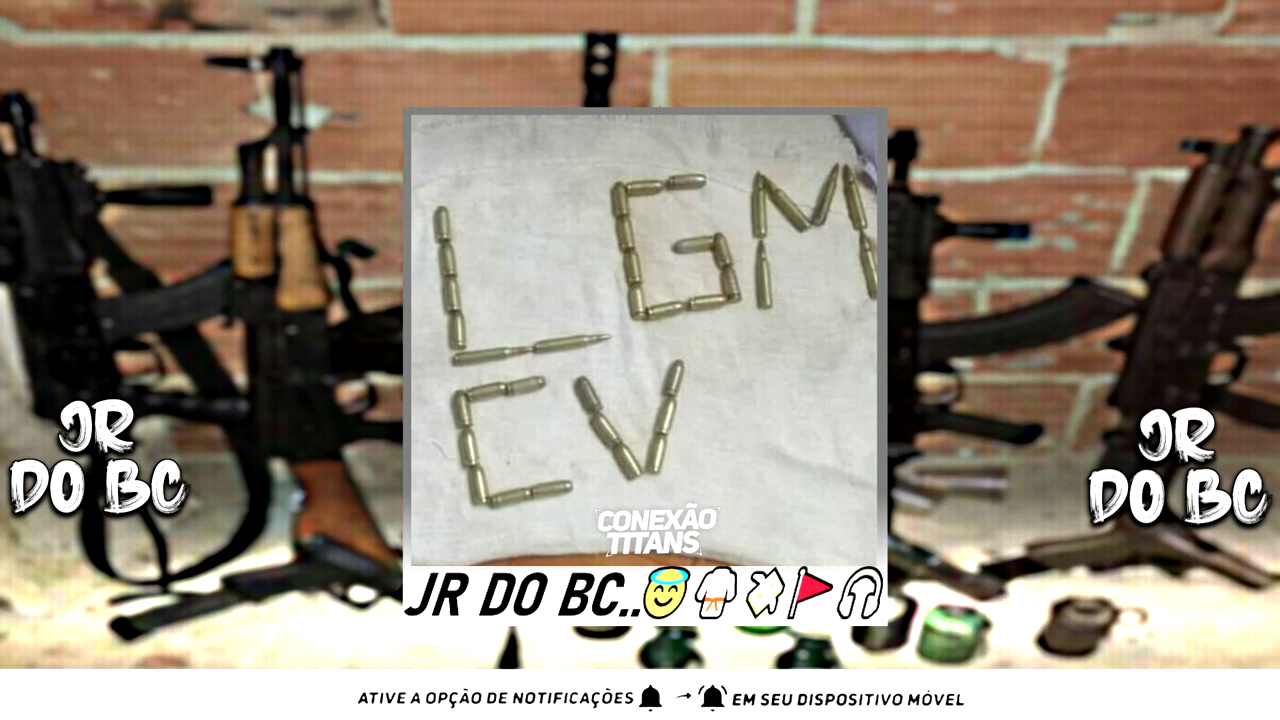 L GM
CV
CONEXÃO
TITANS
JR
DO BC
JR
DO BC
JR DO BC..
ATIVE A OPÇÃO DE NOTIFICAÇÕES EM SEU DISPOSITIVO MÓVEL